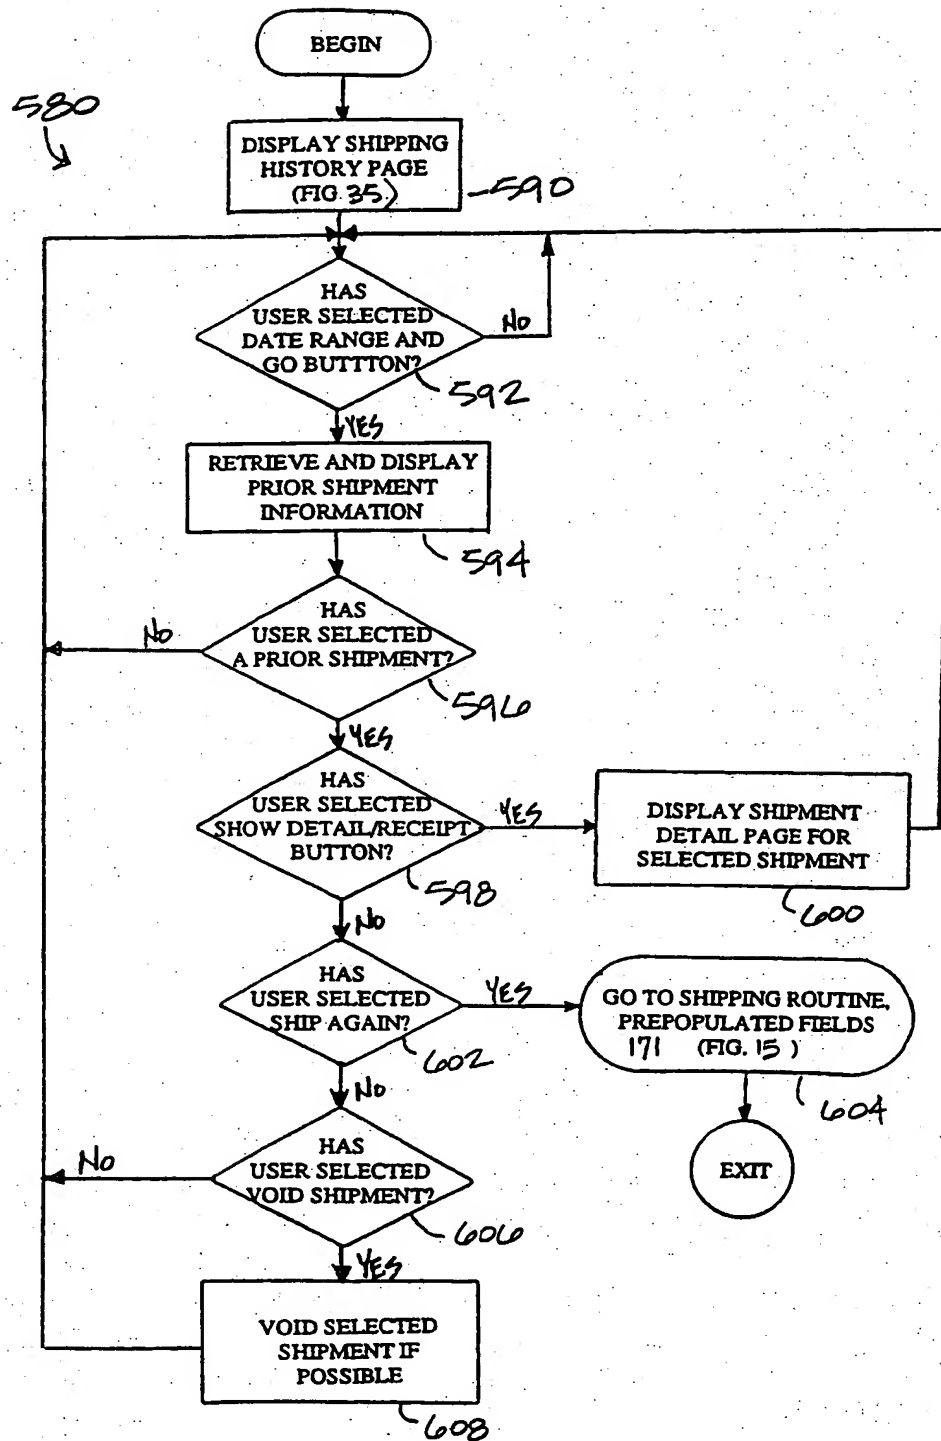 BEGIN
580
DISPLAY SHIPPING
HISTORY PAGE
(FIG. 35)
590
HAS
USER SELECTED
DATE RANGE AND
GO BUTTTON?
NO
592
YES
RETRIEVE AND DISPLAY
PRIOR SHIPMENT
INFORMATION
594
HAS
USER SELECTED
A PRIOR SHIPMENT?
NO
596
YES
HAS
USER SELECTED
SHOW DETAIL/RECEIPT
BUTTON?
YES
598
DISPLAY SHIPMENT
DETAIL PAGE FOR
SELECTED SHIPMENT
600
NO
HAS
USER SELECTED
SHIP AGAIN?
YES
602
GO TO SHIPPING ROUTINE,
PREPOPULATED FIELDS
171 (FIG. 15 )
604
EXIT
NO
HAS
USER SELECTED
VOID SHIPMENT?
NO
606
YES
VOID SELECTED
SHIPMENT IF
POSSIBLE
608